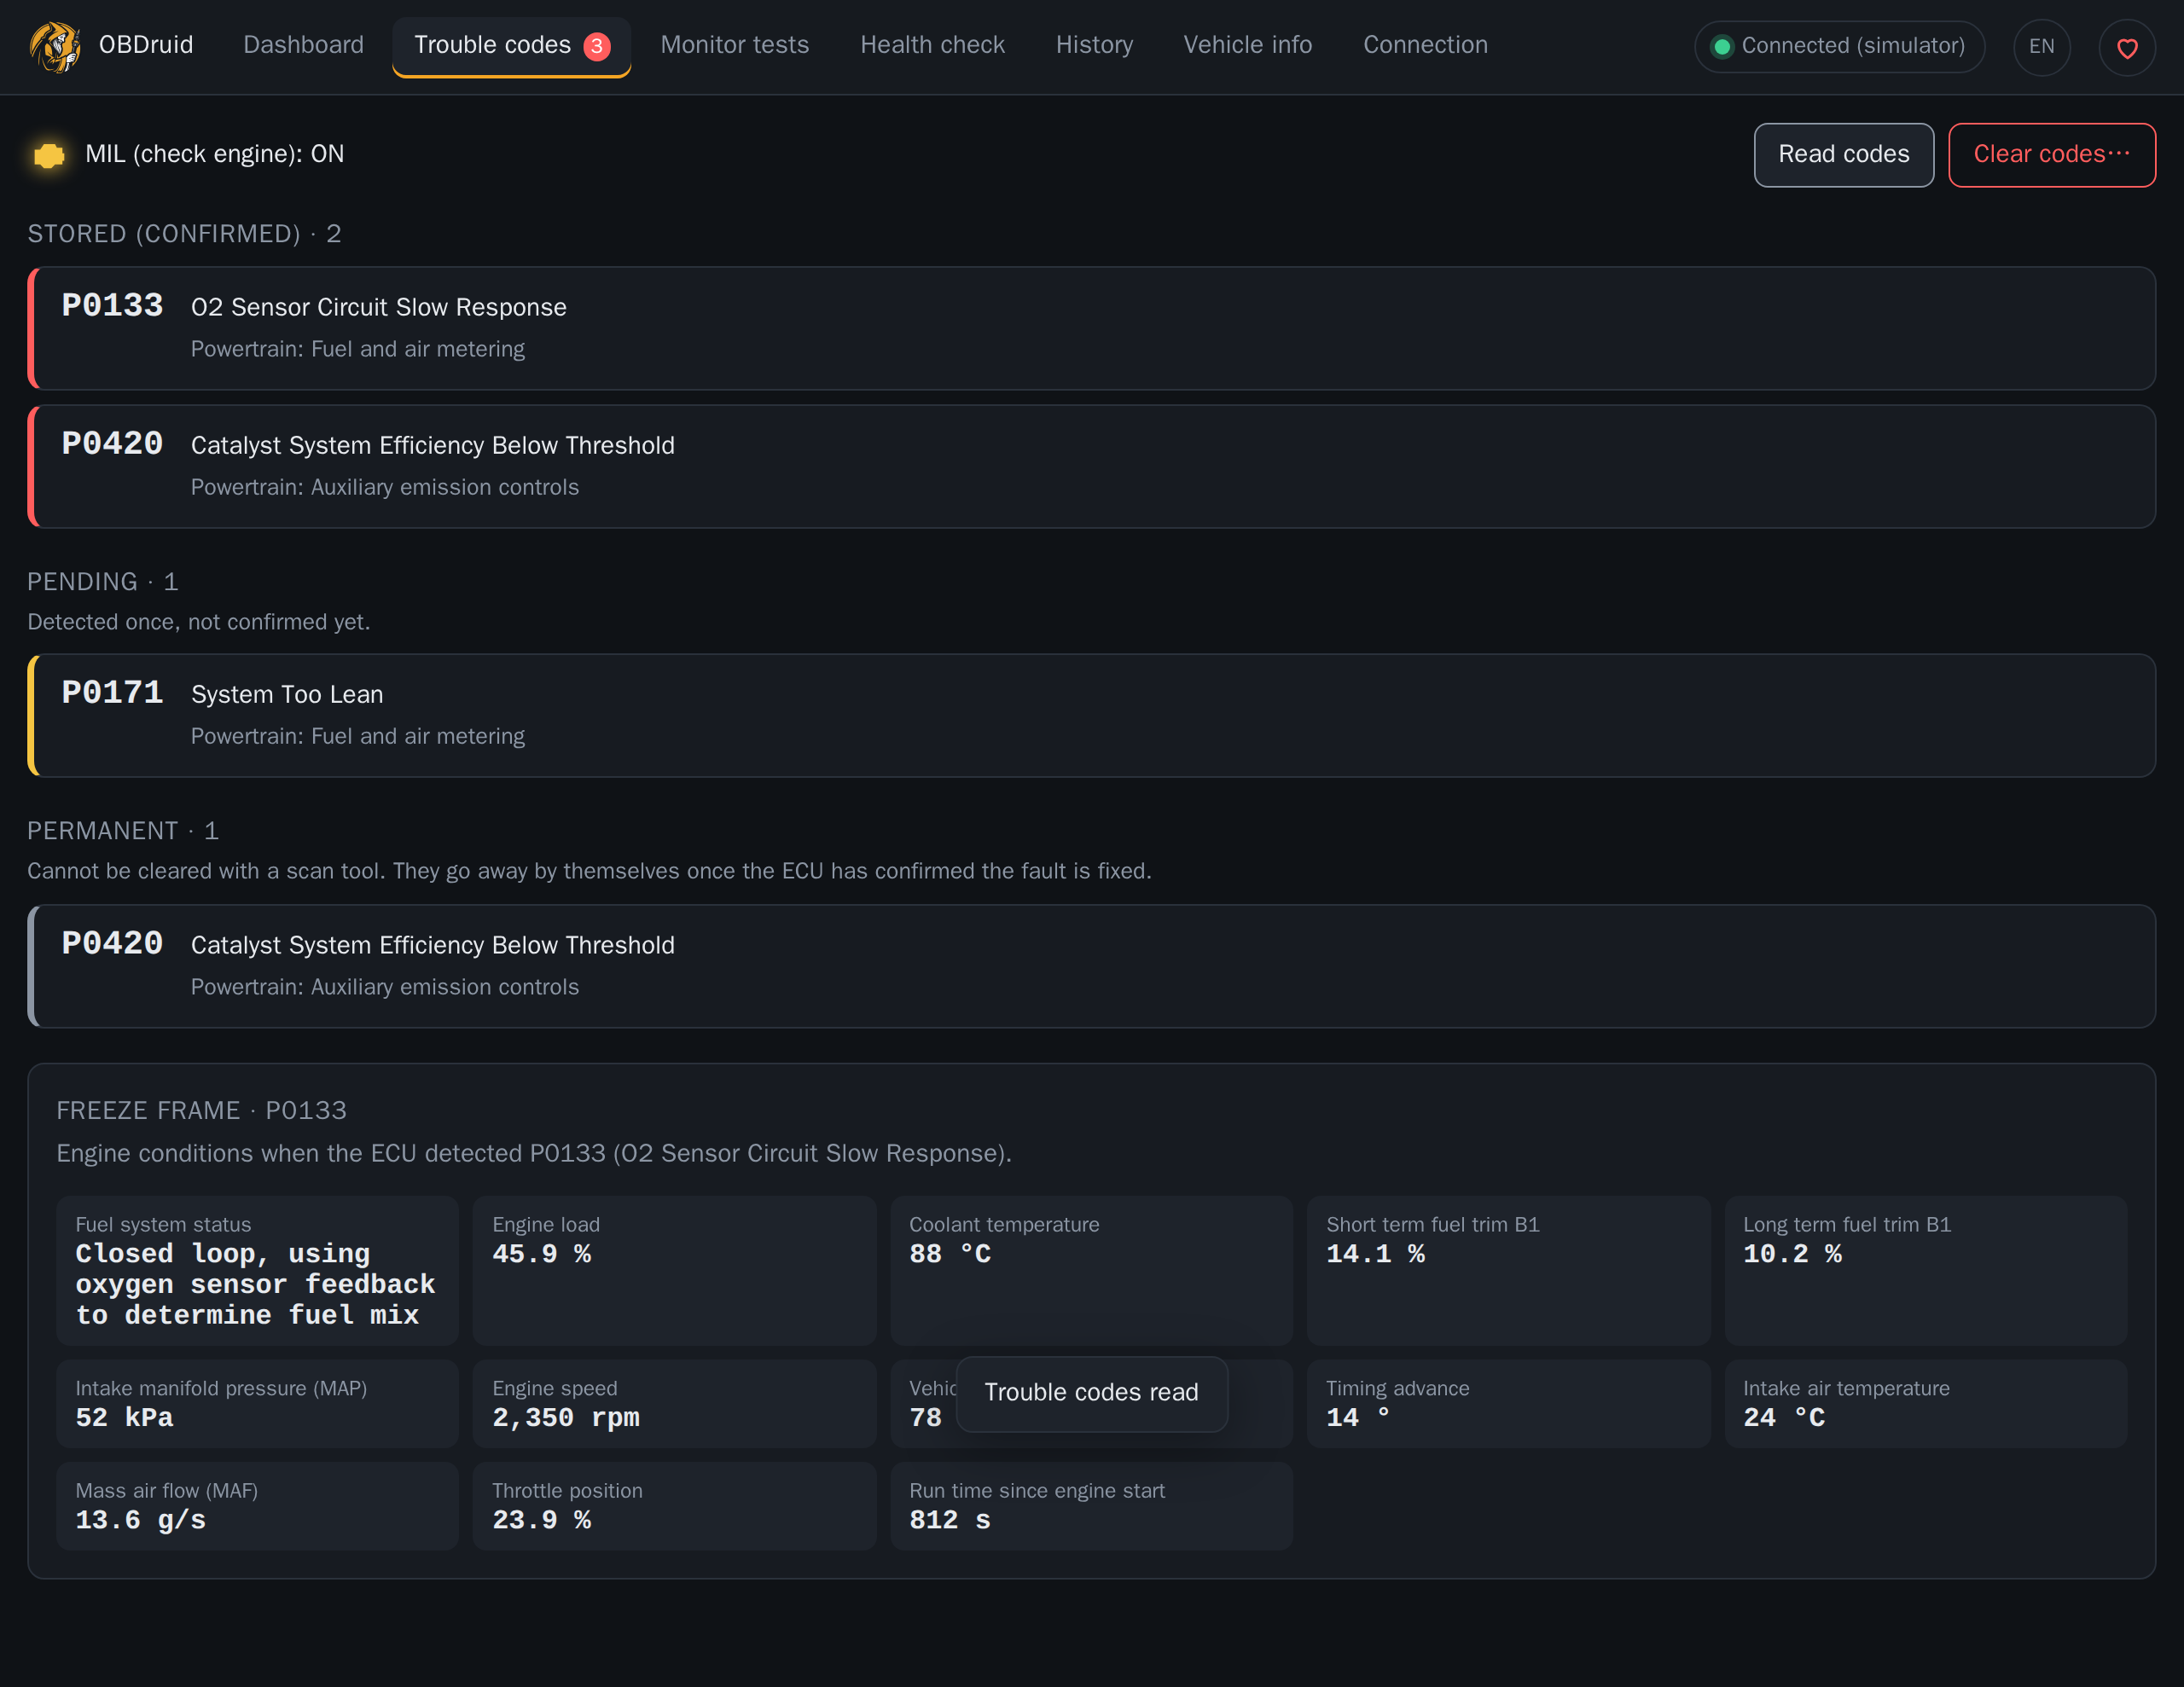 OBDruid
Dashboard
Trouble codes 3
Monitor tests
Health check
History
Vehicle info
Connection
Connected (simulator)
EN
MIL (check engine): ON
Read codes
Clear codes…
STORED (CONFIRMED) · 2
P0133 O2 Sensor Circuit Slow Response
Powertrain: Fuel and air metering
P0420 Catalyst System Efficiency Below Threshold
Powertrain: Auxiliary emission controls
PENDING · 1
Detected once, not confirmed yet.
P0171 System Too Lean
Powertrain: Fuel and air metering
PERMANENT · 1
Cannot be cleared with a scan tool. They go away by themselves once the ECU has confirmed the fault is fixed.
P0420 Catalyst System Efficiency Below Threshold
Powertrain: Auxiliary emission controls
FREEZE FRAME · P0133
Engine conditions when the ECU detected P0133 (O2 Sensor Circuit Slow Response).
Fuel system status
Closed loop, using
oxygen sensor feedback
to determine fuel mix
Engine load
45.9 %
Coolant temperature
88 °C
Short term fuel trim B1
14.1 %
Long term fuel trim B1
10.2 %
Intake manifold pressure (MAP)
52 kPa
Engine speed
2,350 rpm
78
Trouble codes read
Timing advance
14 °
Intake air temperature
24 °C
Mass air flow (MAF)
13.6 g/s
Throttle position
23.9 %
Run time since engine start
812 s